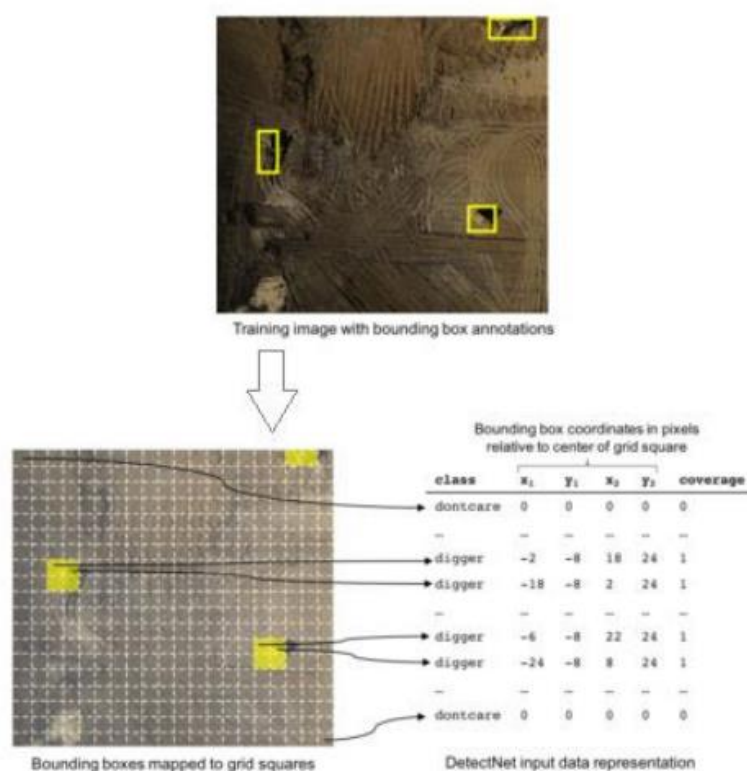 Training image with bounding box annotations
Bounding box coordinates in pixels
relative to center of grid square
class x₁ y₁ x₂ y₂ coverage
dontcare 0 0 0 0 0
… … … … … …
digger -2 -8 18 24 1
digger -18 -8 2 24 1
… … … … … …
digger -6 -8 22 24 1
digger -24 -8 8 24 1
… … … … … …
dontcare 0 0 0 0 0
Bounding boxes mapped to grid squares
DetectNet input data representation